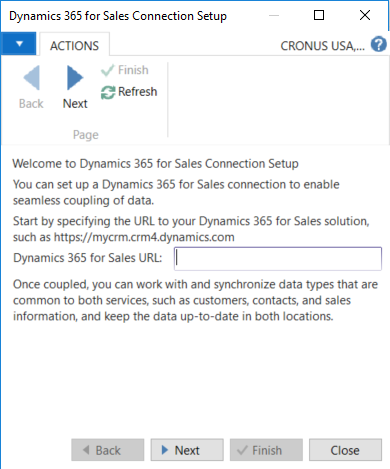 Dynamics 365 for Sales Connection Setup
ACTIONS
CRONUS USA,... ?
Back
Next
Finish
Refresh
Page
Welcome to Dynamics 365 for Sales Connection Setup
You can set up a Dynamics 365 for Sales connection to enable
seamless coupling of data.
Start by specifying the URL to your Dynamics 365 for Sales solution,
such as https://mycrm.crm4.dynamics.com
Dynamics 365 for Sales URL:
Once coupled, you can work with and synchronize data types that are
common to both services, such as customers, contacts, and sales
information, and keep the data up-to-date in both locations.
Back Next Finish Close